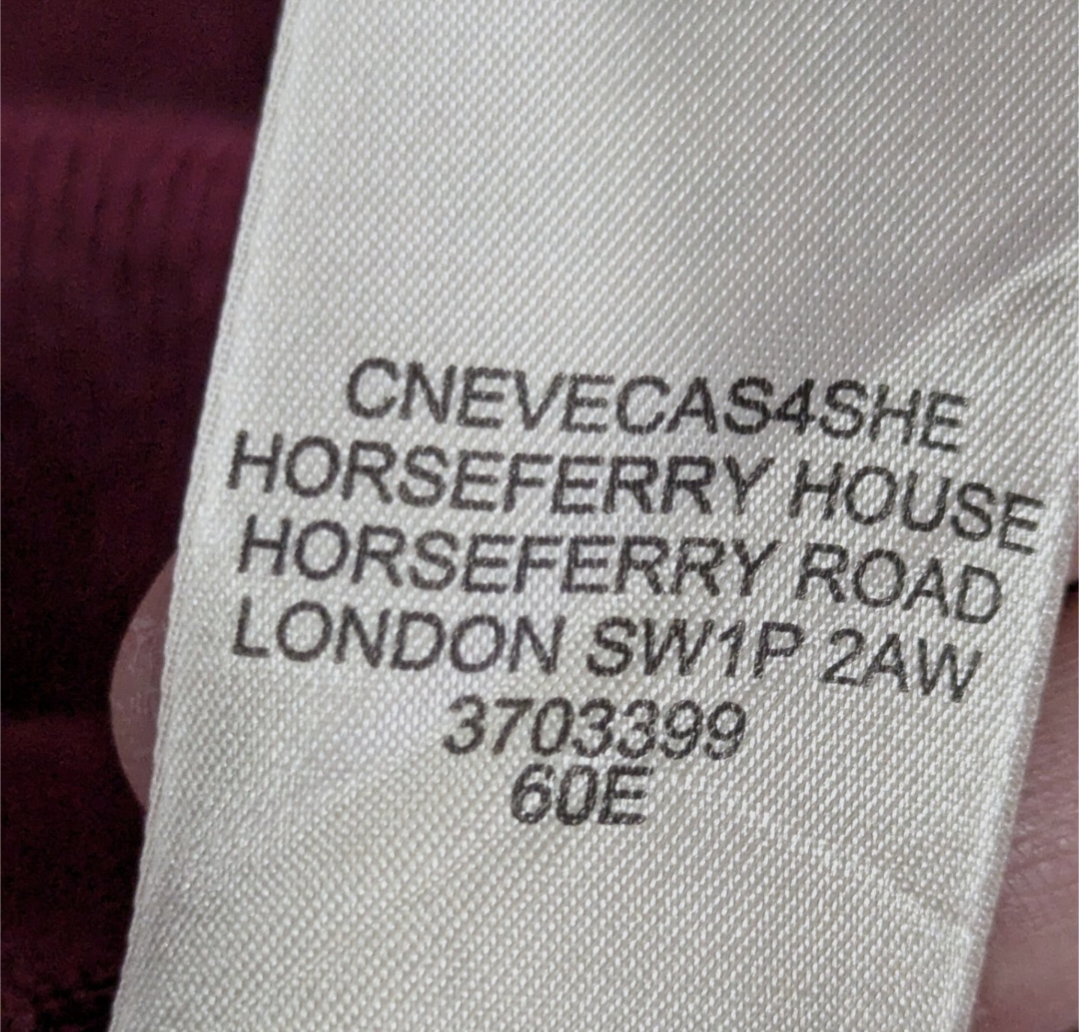 CNEVECAS4SHE
HORSEFERRY HOUSE
HORSEFERRY ROAD
LONDON SW1P 2AW
3703399
60E